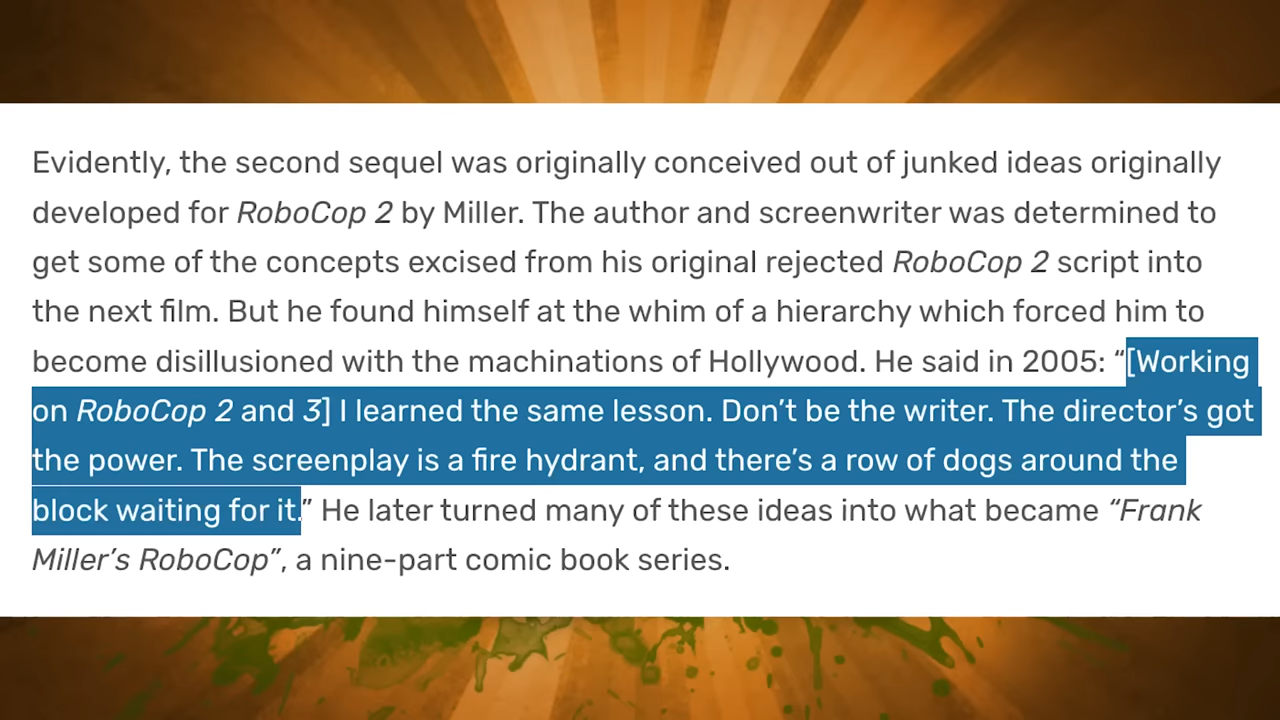 Evidently, the second sequel was originally conceived out of junked ideas originally
developed for RoboCop 2 by Miller. The author and screenwriter was determined to
get some of the concepts excised from his original rejected RoboCop 2 script into
the next film. But he found himself at the whim of a hierarchy which forced him to
become disillusioned with the machinations of Hollywood. He said in 2005: “[Working
on RoboCop 2 and 3] I learned the same lesson. Don’t be the writer. The director’s got
the power. The screenplay is a fire hydrant, and there’s a row of dogs around the
block waiting for it.” He later turned many of these ideas into what became “Frank
Miller’s RoboCop”, a nine-part comic book series.